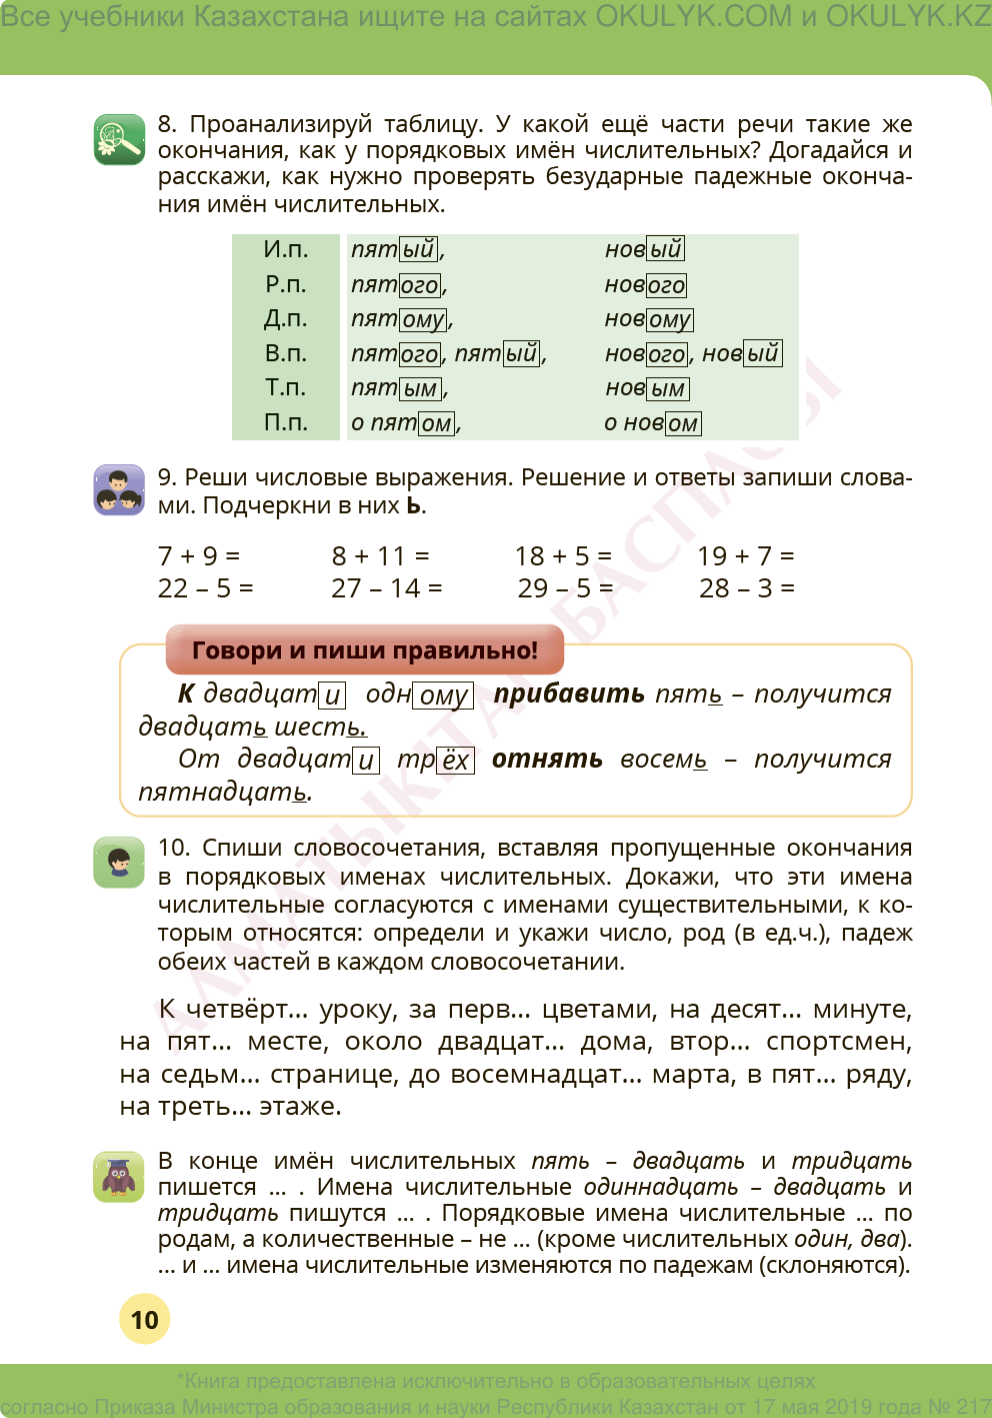 Все учебники Казахстана ищите на сайтах OKULYK.COM и OKULYK.KZ
8. Проанализируй таблицу. У какой ещё части речи такие же
окончания, как у порядковых имён числительных? Догадайся и
расскажи, как нужно проверять безударные падежные оконча-
ния имён числительных.
И.п. пятый, новый
Р.п. пятого, нового
Д.п. пятому, новому
В.п. пятого, пятый, нового, новый
Т.п. пятым, новым
П.п. о пятом, о новом
9. Реши числовые выражения. Решение и ответы запиши слова-
ми. Подчеркни в них Ь.
7 + 9 = 8 + 11 = 18 + 5 = 19 + 7 =
22 – 5 = 27 – 14 = 29 – 5 = 28 – 3 =
Говори и пиши правильно!
К двадцати одному прибавить пять – получится
двадцать шесть.
От двадцати трёх отнять восемь – получится
пятнадцать.
10. Спиши словосочетания, вставляя пропущенные окончания
в порядковых именах числительных. Докажи, что эти имена
числительные согласуются с именами существительными, к ко-
торым относятся: определи и укажи число, род (в ед.ч.), падеж
обеих частей в каждом словосочетании.
К четвёрт... уроку, за перв... цветами, на десят... минуте,
на пят... месте, около двадцат... дома, втор... спортсмен,
на седьм... странице, до восемнадцат... марта, в пят... ряду,
на треть... этаже.
В конце имён числительных пять – двадцать и тридцать
пишется ... . Имена числительные одиннадцать – двадцать и
тридцать пишутся ... . Порядковые имена числительные ... по
родам, а количественные – не ... (кроме числительных один, два).
... и ... имена числительные изменяются по падежам (склоняются).
10
АЛМАТЫКІТАП БАСПАСЫ
*Книга предоставлена исключительно в образовательных целях
согласно Приказа Министра образования и науки Республики Казахстан от 17 мая 2019 года № 217